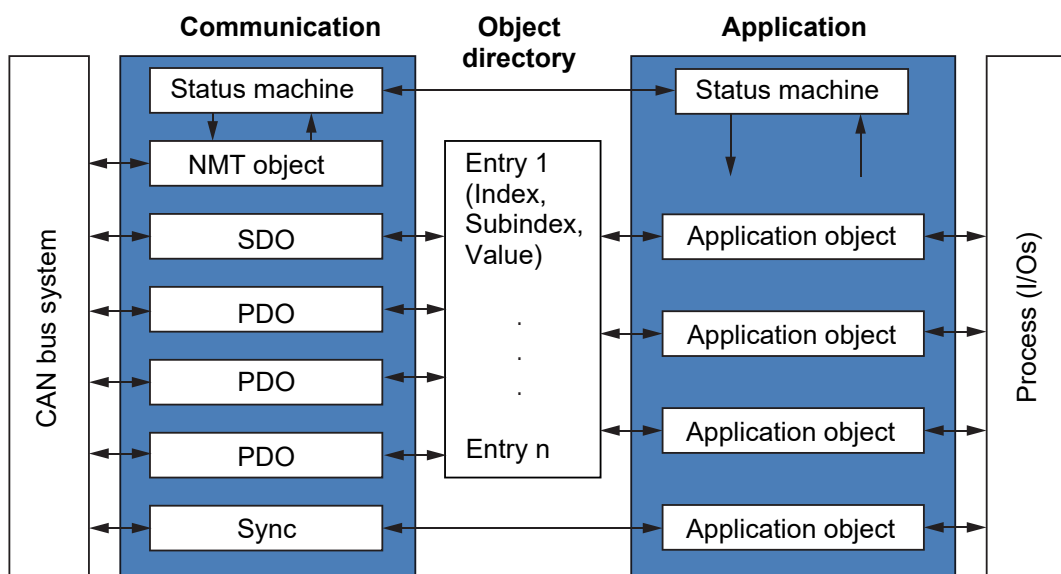 Communication
Object
directory
Application
CAN bus system
Status machine
NMT object
SDO
PDO
PDO
PDO
Sync
Entry 1
(Index,
Subindex,
Value)
.
.
.
Entry n
Status machine
Application object
Application object
Application object
Application object
Process (I/Os)